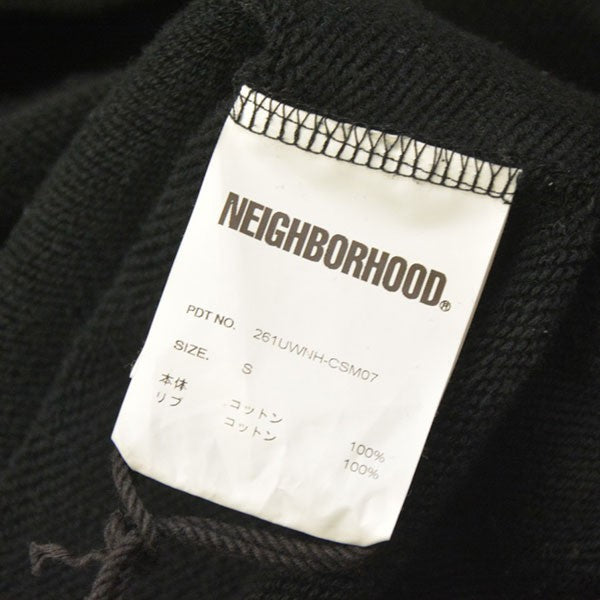 NEIGHBORHOOD®
PDT NO. 261UWNH-CSM07
SIZE. S
本体 コットン 100%
リブ コットン 100%